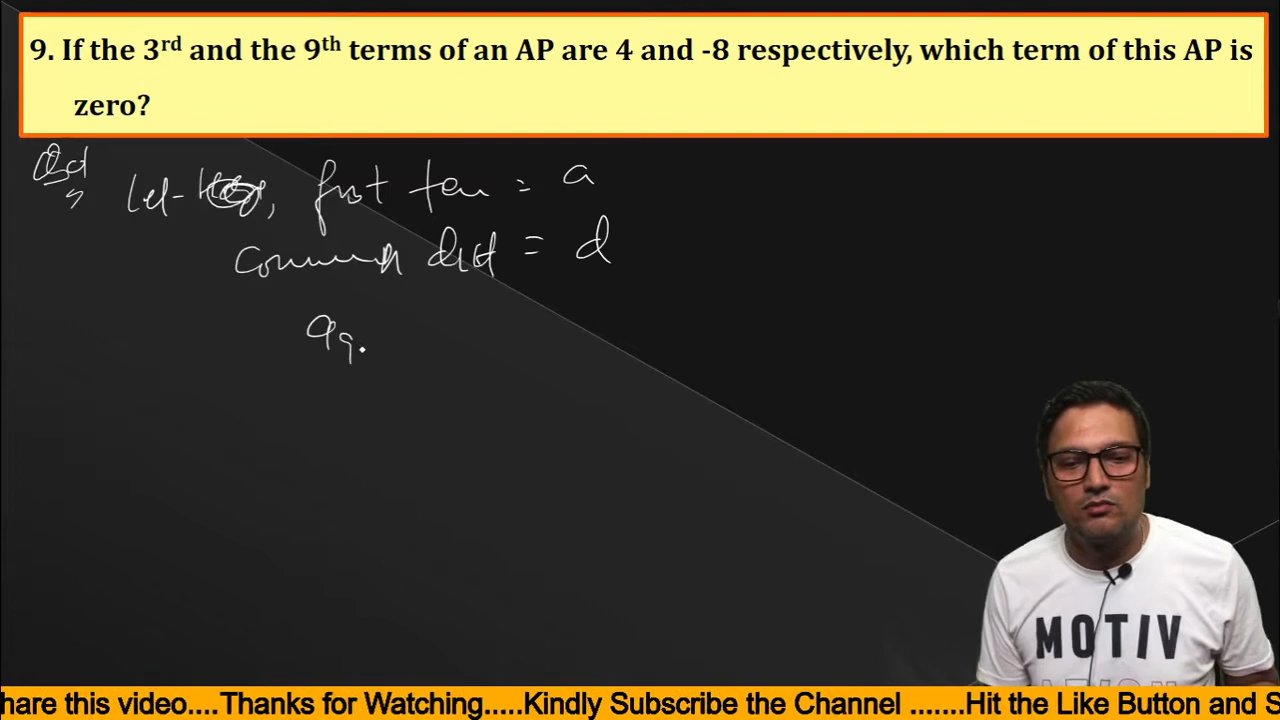 9. If the 3rd and the 9th terms of an AP are 4 and -8 respectively, which term of this AP is
zero?
let- first term = a
common diff = d
a9.
MOTIV
hare this video....Thanks for Watching.....Kindly Subscribe the Channel .......Hit the Like Button and S